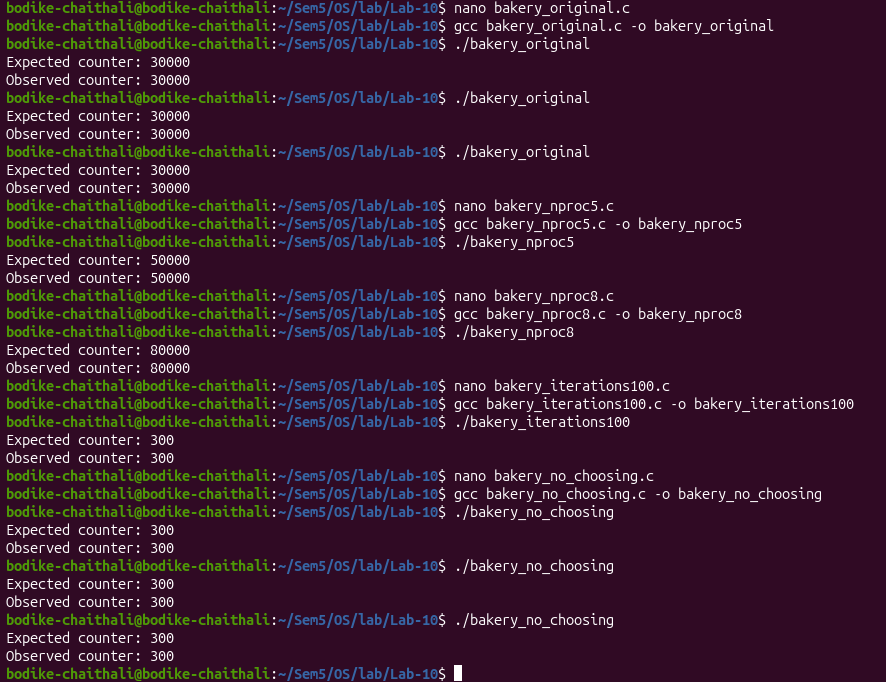 bodike-chaithali@bodike-chaithali:~/Sem5/OS/lab/Lab-10$ nano bakery_original.c
bodike-chaithali@bodike-chaithali:~/Sem5/OS/lab/Lab-10$ gcc bakery_original.c -o bakery_original
bodike-chaithali@bodike-chaithali:~/Sem5/OS/lab/Lab-10$ ./bakery_original
Expected counter: 30000
Observed counter: 30000
bodike-chaithali@bodike-chaithali:~/Sem5/OS/lab/Lab-10$ ./bakery_original
Expected counter: 30000
Observed counter: 30000
bodike-chaithali@bodike-chaithali:~/Sem5/OS/lab/Lab-10$ ./bakery_original
Expected counter: 30000
Observed counter: 30000
bodike-chaithali@bodike-chaithali:~/Sem5/OS/lab/Lab-10$ nano bakery_nproc5.c
bodike-chaithali@bodike-chaithali:~/Sem5/OS/lab/Lab-10$ gcc bakery_nproc5.c -o bakery_nproc5
bodike-chaithali@bodike-chaithali:~/Sem5/OS/lab/Lab-10$ ./bakery_nproc5
Expected counter: 50000
Observed counter: 50000
bodike-chaithali@bodike-chaithali:~/Sem5/OS/lab/Lab-10$ nano bakery_nproc8.c
bodike-chaithali@bodike-chaithali:~/Sem5/OS/lab/Lab-10$ gcc bakery_nproc8.c -o bakery_nproc8
bodike-chaithali@bodike-chaithali:~/Sem5/OS/lab/Lab-10$ ./bakery_nproc8
Expected counter: 80000
Observed counter: 80000
bodike-chaithali@bodike-chaithali:~/Sem5/OS/lab/Lab-10$ nano bakery_iterations100.c
bodike-chaithali@bodike-chaithali:~/Sem5/OS/lab/Lab-10$ gcc bakery_iterations100.c -o bakery_iterations100
bodike-chaithali@bodike-chaithali:~/Sem5/OS/lab/Lab-10$ ./bakery_iterations100
Expected counter: 300
Observed counter: 300
bodike-chaithali@bodike-chaithali:~/Sem5/OS/lab/Lab-10$ nano bakery_no_choosing.c
bodike-chaithali@bodike-chaithali:~/Sem5/OS/lab/Lab-10$ gcc bakery_no_choosing.c -o bakery_no_choosing
bodike-chaithali@bodike-chaithali:~/Sem5/OS/lab/Lab-10$ ./bakery_no_choosing
Expected counter: 300
Observed counter: 300
bodike-chaithali@bodike-chaithali:~/Sem5/OS/lab/Lab-10$ ./bakery_no_choosing
Expected counter: 300
Observed counter: 300
bodike-chaithali@bodike-chaithali:~/Sem5/OS/lab/Lab-10$ ./bakery_no_choosing
Expected counter: 300
Observed counter: 300
bodike-chaithali@bodike-chaithali:~/Sem5/OS/lab/Lab-10$